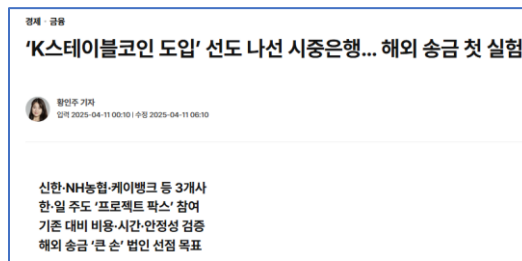 경제 · 금융
‘K스테이블코인 도입’ 선도 나선 시중은행... 해외 송금 첫 실험
황인주 기자
입력 2025-04-11 00:10 | 수정 2025-04-11 06:10
신한·NH농협·케이뱅크 등 3개사
한·일 주도 ‘프로젝트 팍스’ 참여
기존 대비 비용·시간·안정성 검증
해외 송금 ‘큰 손’ 법인 선점 목표